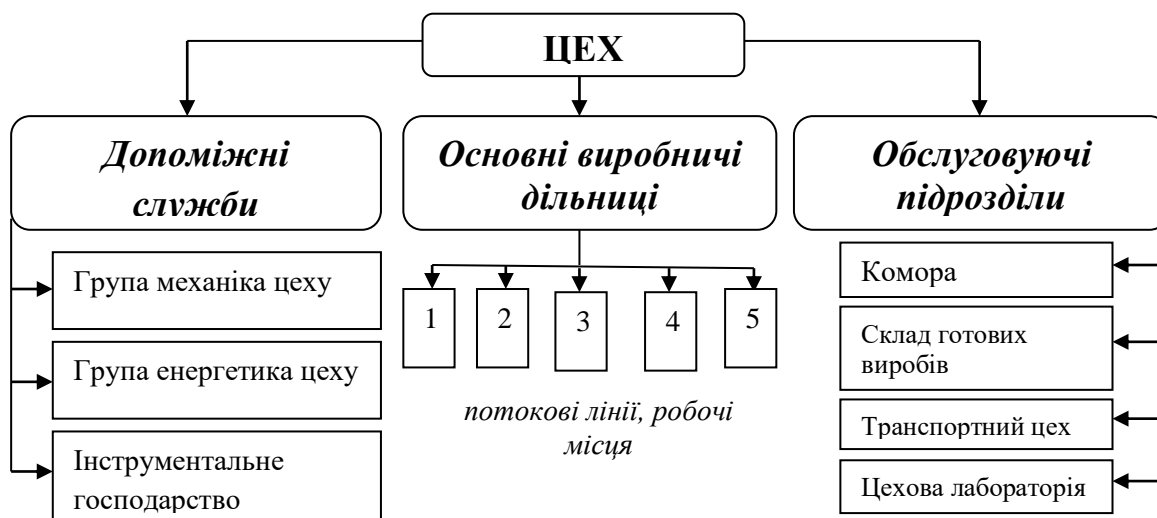 ЦЕХ
Допоміжні
служби
Основні виробничі
дільниці
Обслуговуючі
підрозділи
Група механіка цеху
Група енергетика цеху
Інструментальне
господарство
1
2
3
4
5
потокові лінії, робочі
місця
Комора
Склад готових
виробів
Транспортний цех
Цехова лабораторія